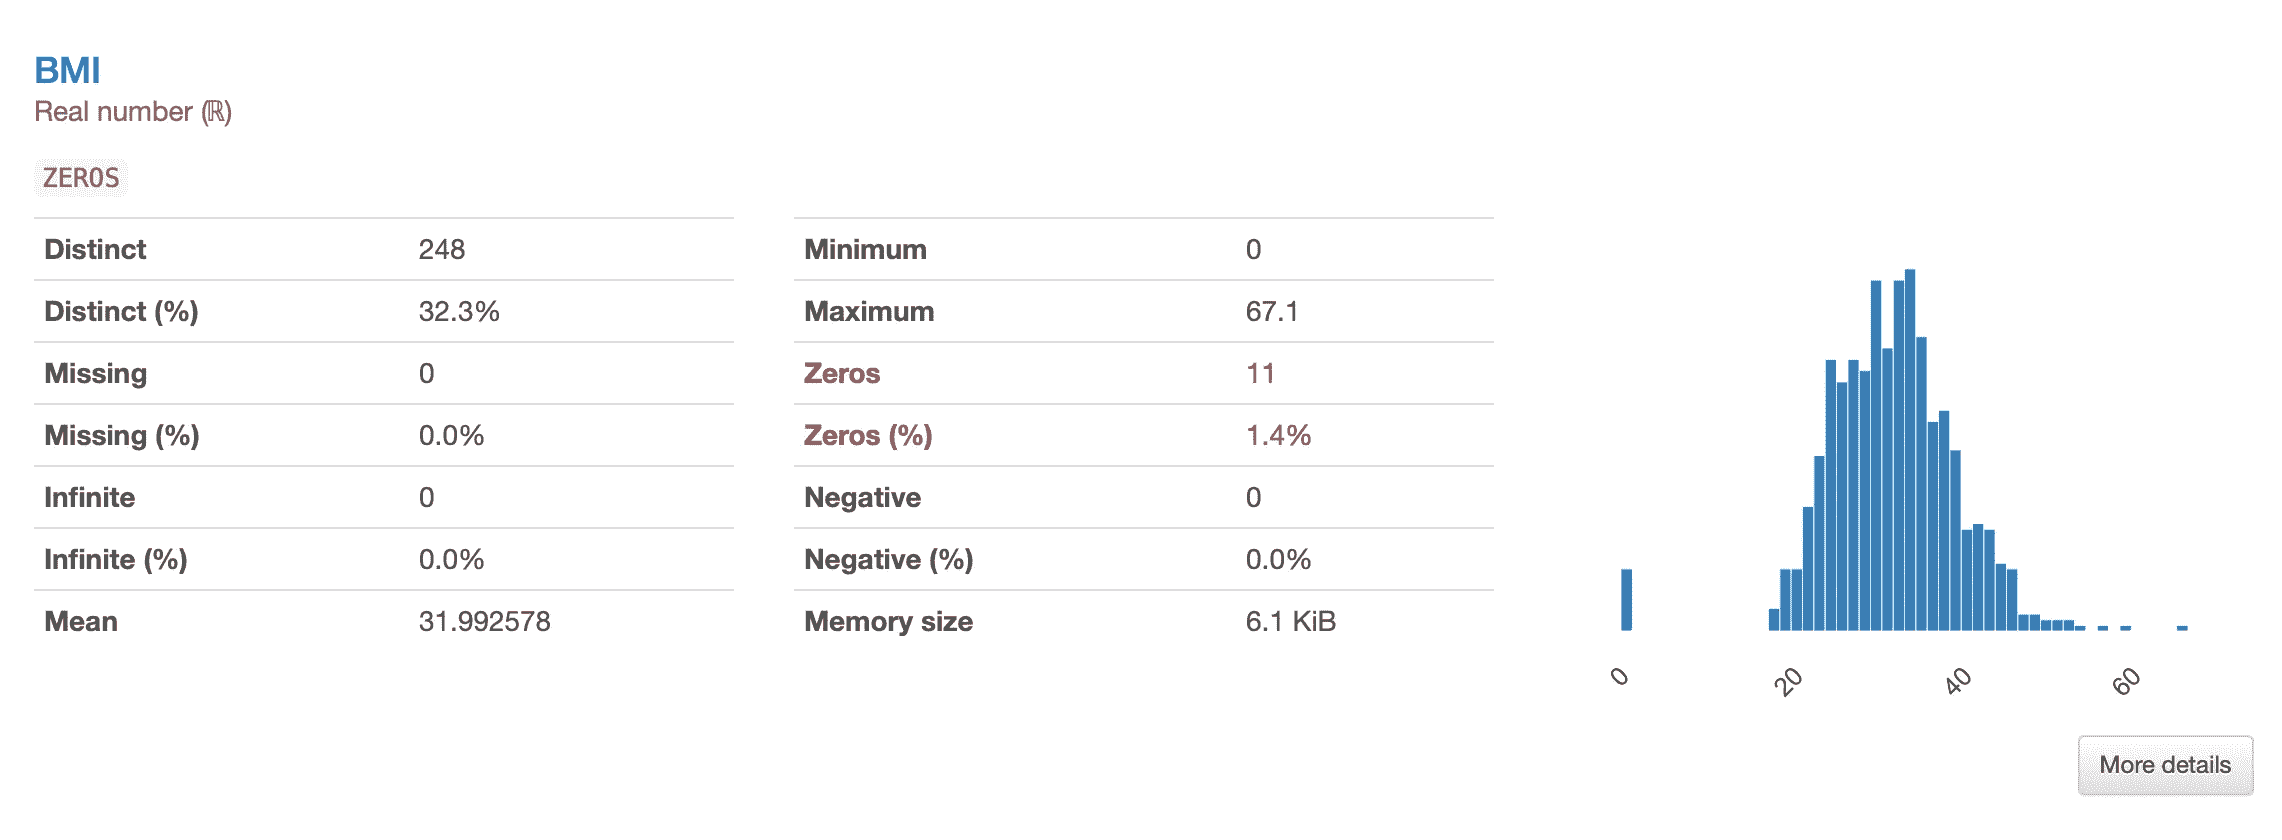 BMI
Real number (ℝ)
ZEROS
Distinct 248
Distinct (%) 32.3%
Missing 0
Missing (%) 0.0%
Infinite 0
Infinite (%) 0.0%
Mean 31.992578
Minimum 0
Maximum 67.1
Zeros 11
Zeros (%) 1.4%
Negative 0
Negative (%) 0.0%
Memory size 6.1 KiB
0 20 40 60
More details